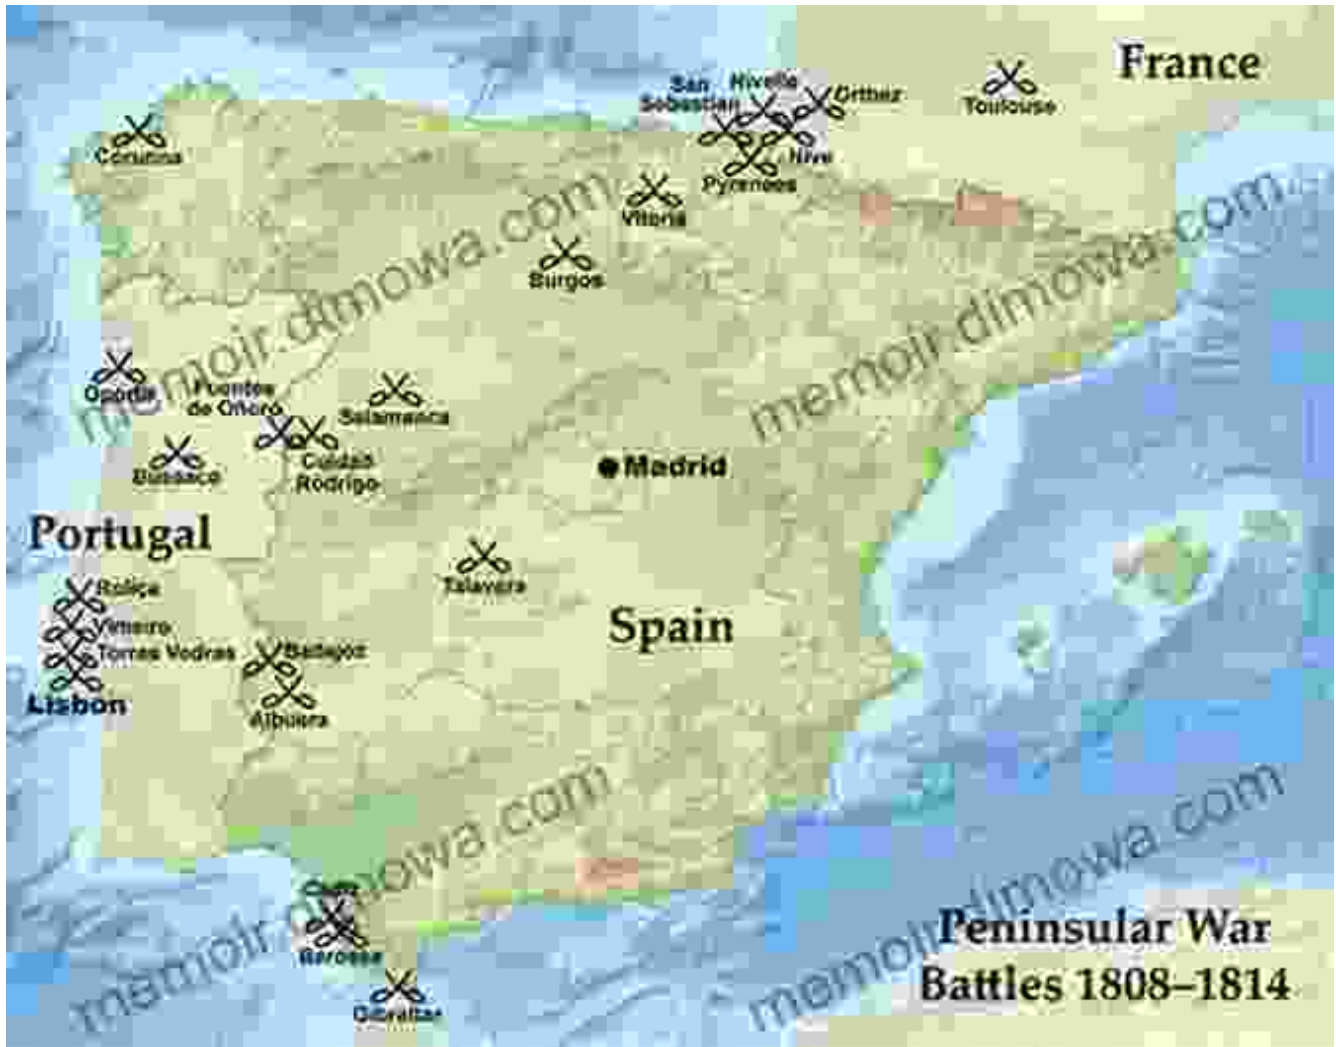 France
San
Sebastian
Nivelle
Orthez
Toulouse
Corunna
Nive
Pyrenees
Vitoria
Burgos
Oporto
Fuentes
de Oñoro
Salamanca
Bussaco
Cuidad
Rodrigo
Madrid
Portugal
Talavera
Roliça
Vimeiro
Torres Vedras
Badajoz
Spain
Lisbon
Albuera
Barossa
Gibraltar
Peninsular War
Battles 1808–1814
memoir.dimowa.com
memoir.dimowa.com
memoir.dimowa.com
memoir.dimowa.com